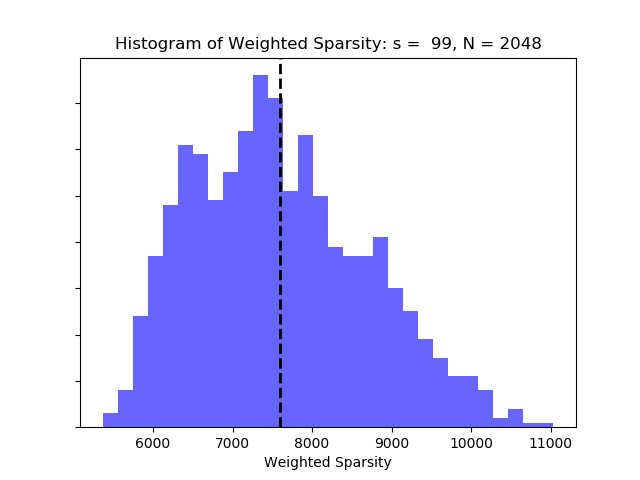 Histogram of Weighted Sparsity: s =  99, N = 2048
6000 7000 8000 9000 10000 11000
Weighted Sparsity